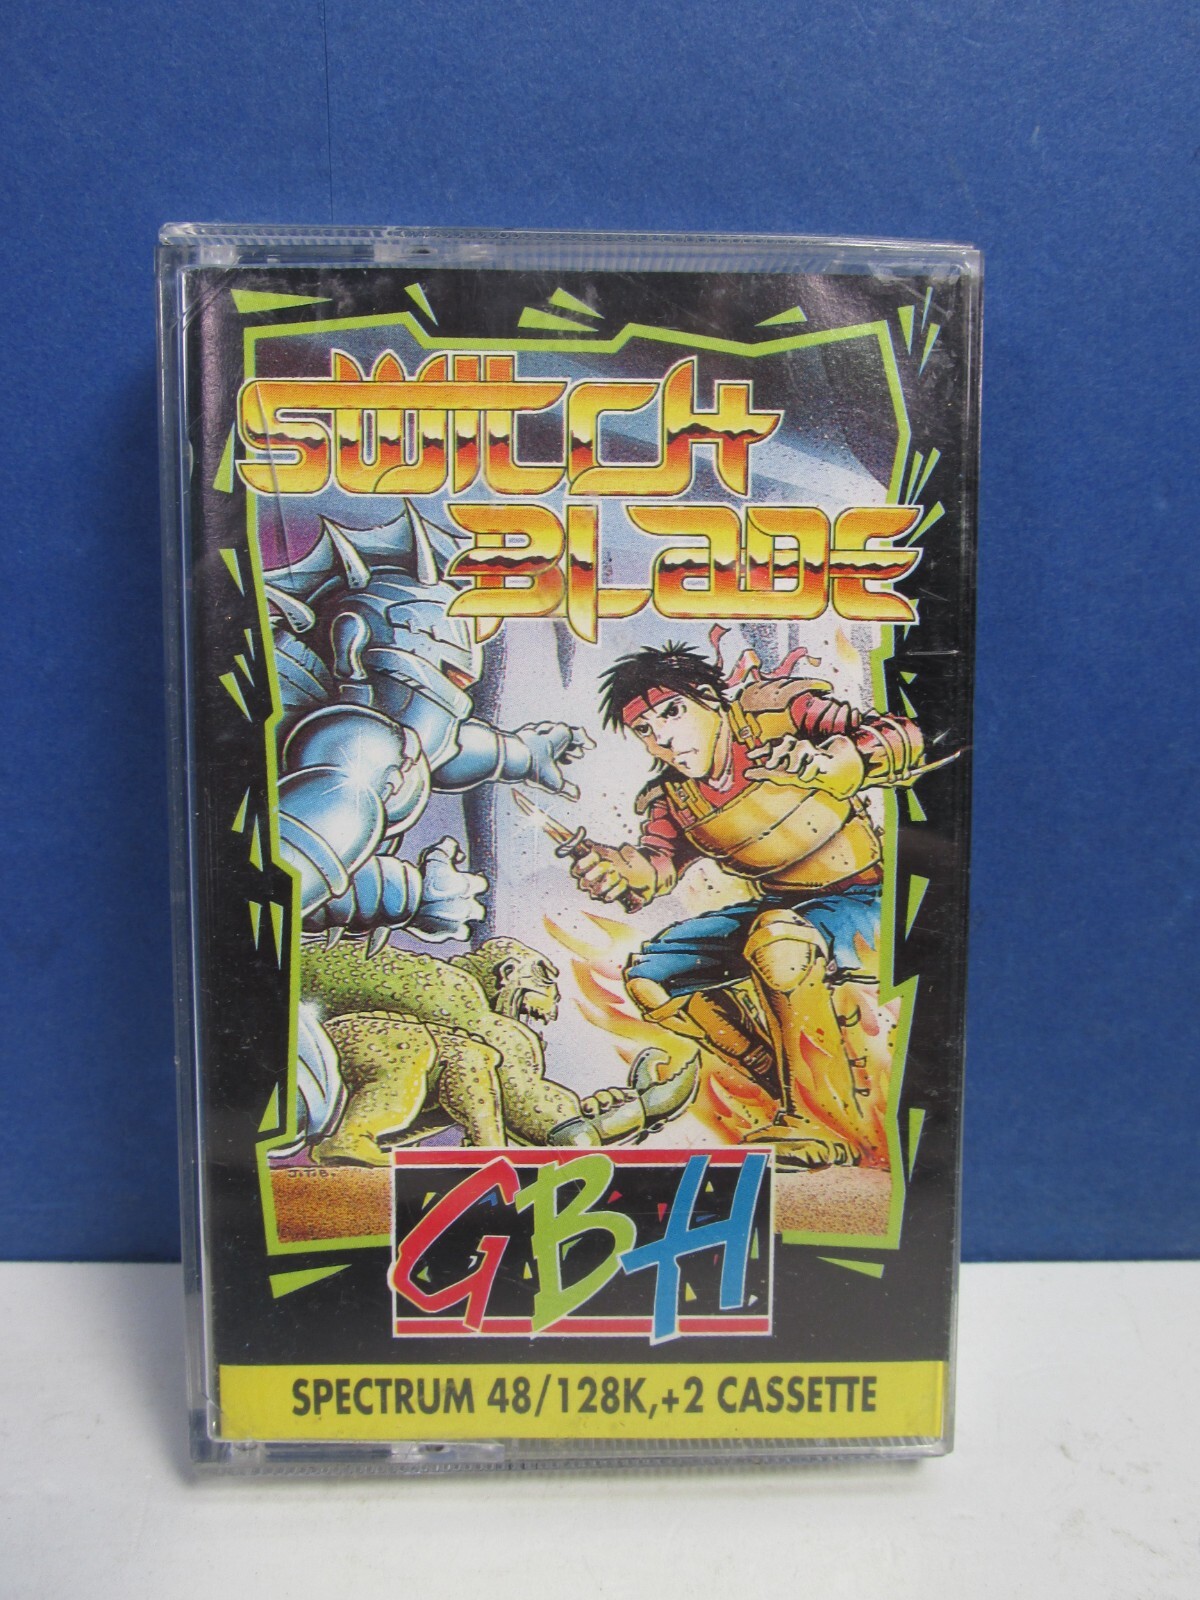 SWITCH
BLADE
J.T.B.
GBH
SPECTRUM 48/128K,+2 CASSETTE